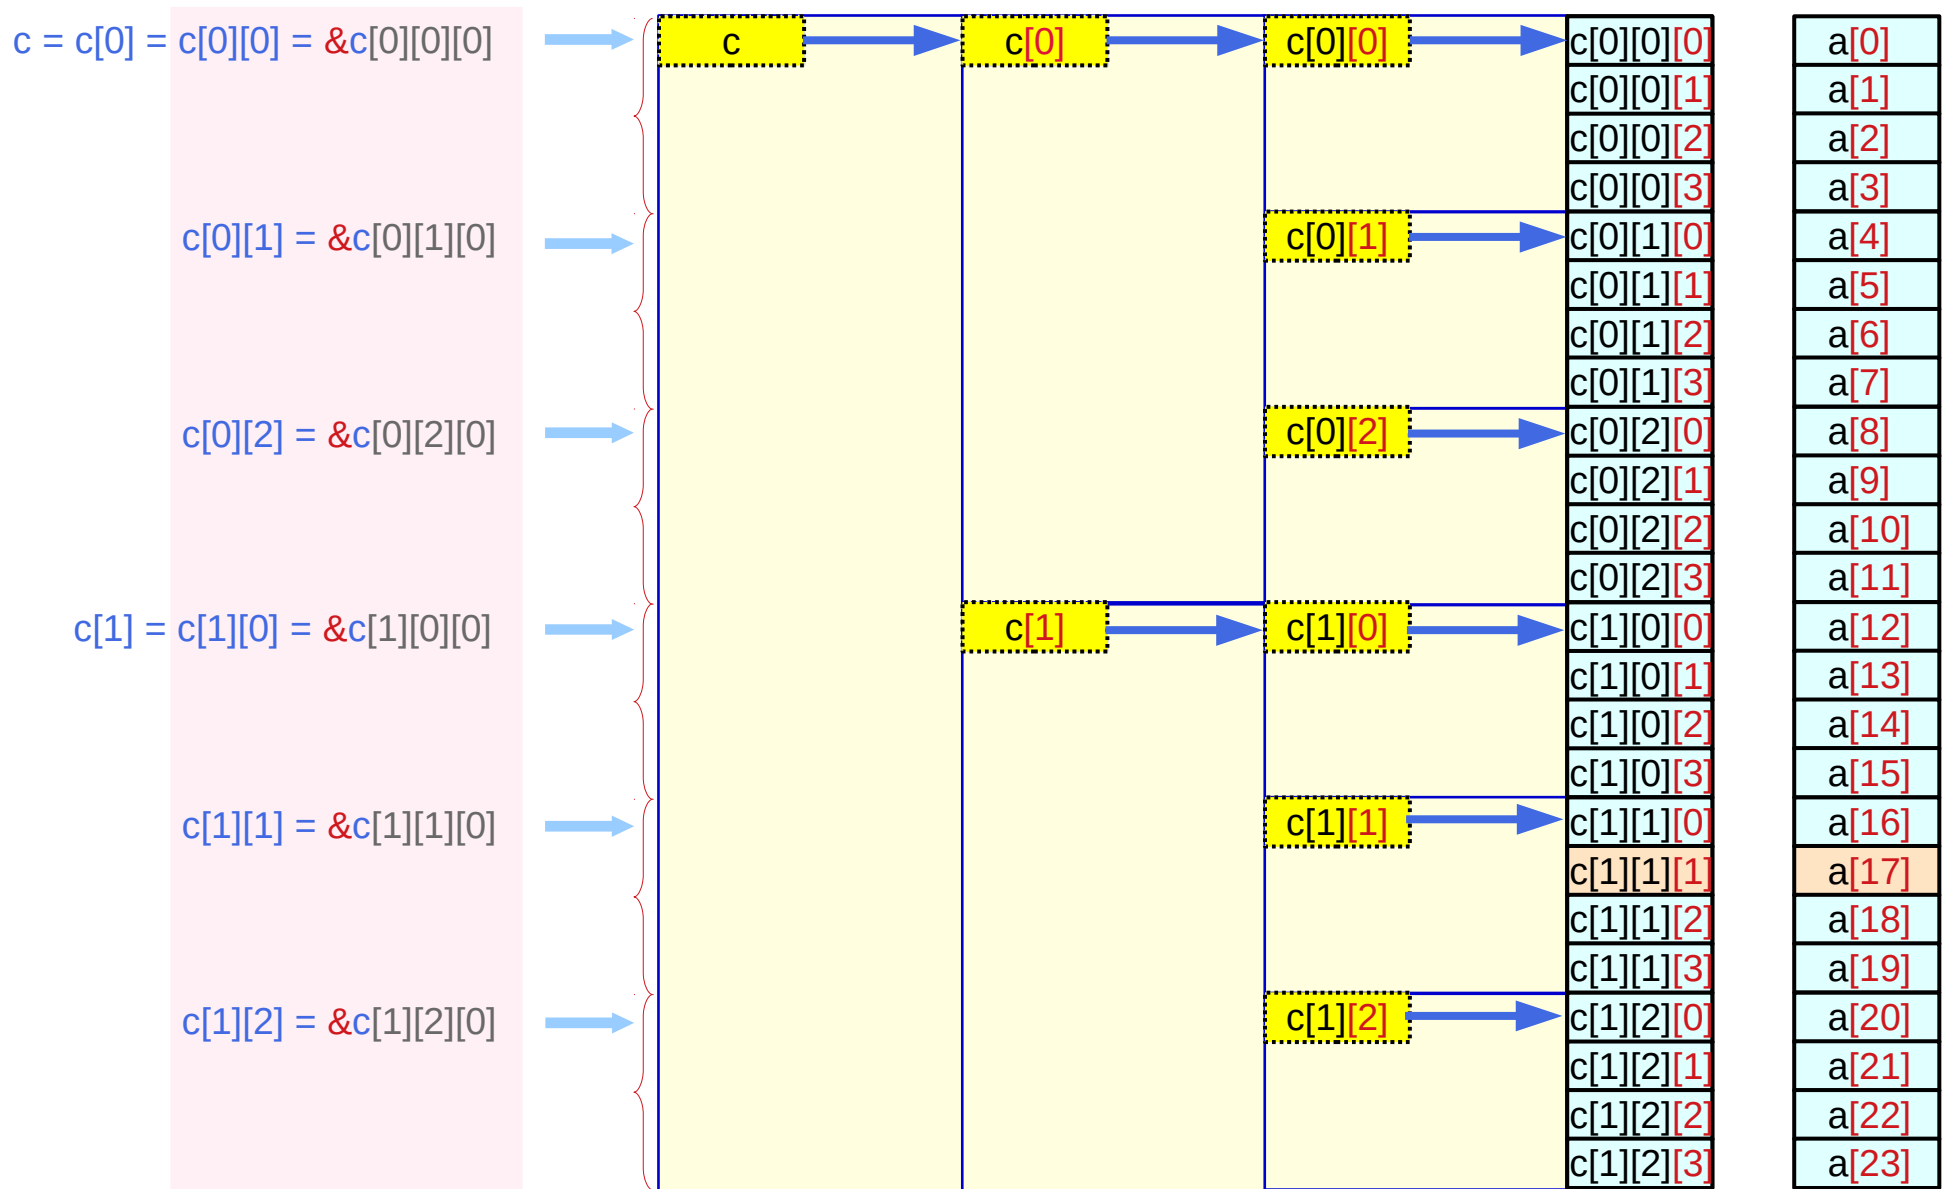 c = c[0] = c[0][0] = &c[0][0][0] c c[0] c[0][0] c[0][0][0] a[0]
c[0][0][1] a[1]
c[0][0][2] a[2]
c[0][0][3] a[3]
c[0][1] = &c[0][1][0] c[0][1] c[0][1][0] a[4]
c[0][1][1] a[5]
c[0][1][2] a[6]
c[0][1][3] a[7]
c[0][2] = &c[0][2][0] c[0][2] c[0][2][0] a[8]
c[0][2][1] a[9]
c[0][2][2] a[10]
c[0][2][3] a[11]
c[1] = c[1][0] = &c[1][0][0] c[1] c[1][0] c[1][0][0] a[12]
c[1][0][1] a[13]
c[1][0][2] a[14]
c[1][0][3] a[15]
c[1][1] = &c[1][1][0] c[1][1] c[1][1][0] a[16]
c[1][1][1] a[17]
c[1][1][2] a[18]
c[1][1][3] a[19]
c[1][2] = &c[1][2][0] c[1][2] c[1][2][0] a[20]
c[1][2][1] a[21]
c[1][2][2] a[22]
c[1][2][3] a[23]